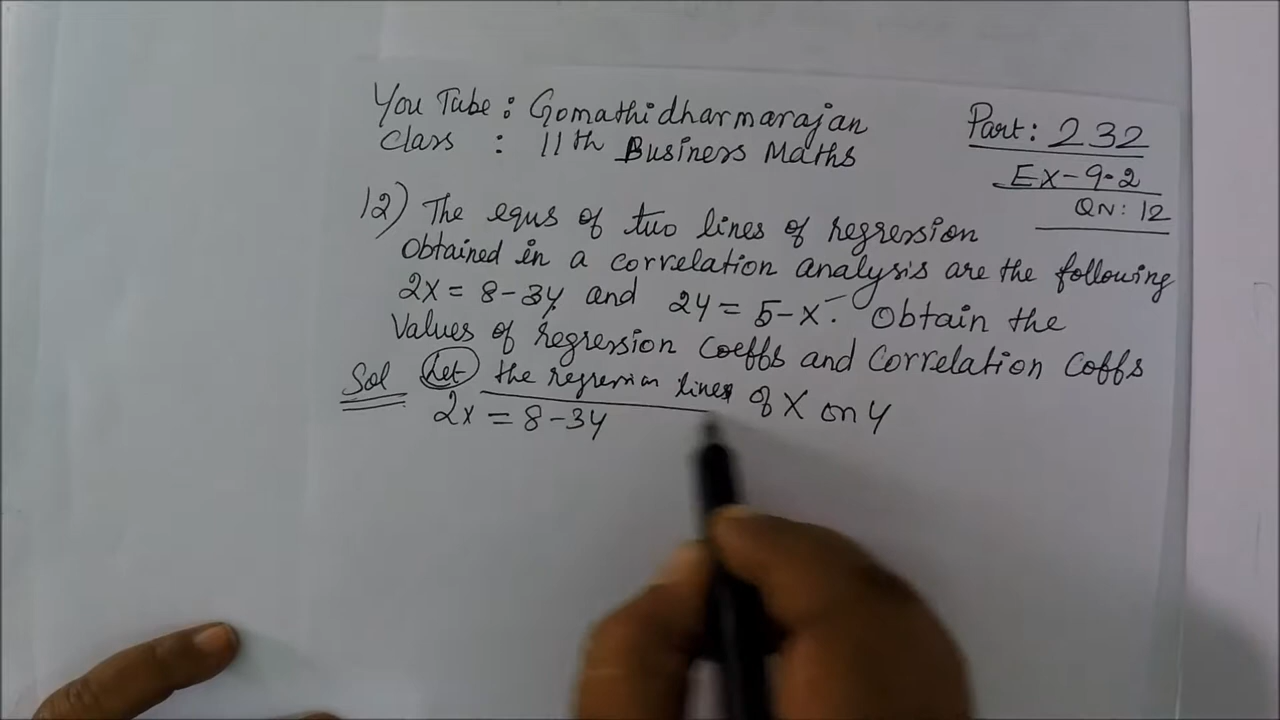 You Tube : Gomathidharmarajan
Class : 11th Business Maths
Part: 232
Ex-9.2
QN: 12
12) The equs of two lines of regression
Obtained in a correlation analysis are the following
2X = 8-3Y and 2Y = 5-X. Obtain the
Values of regression Coeffs and Correlation Coffs
Sol Let the regression lines of X on Y
2X = 8-3Y